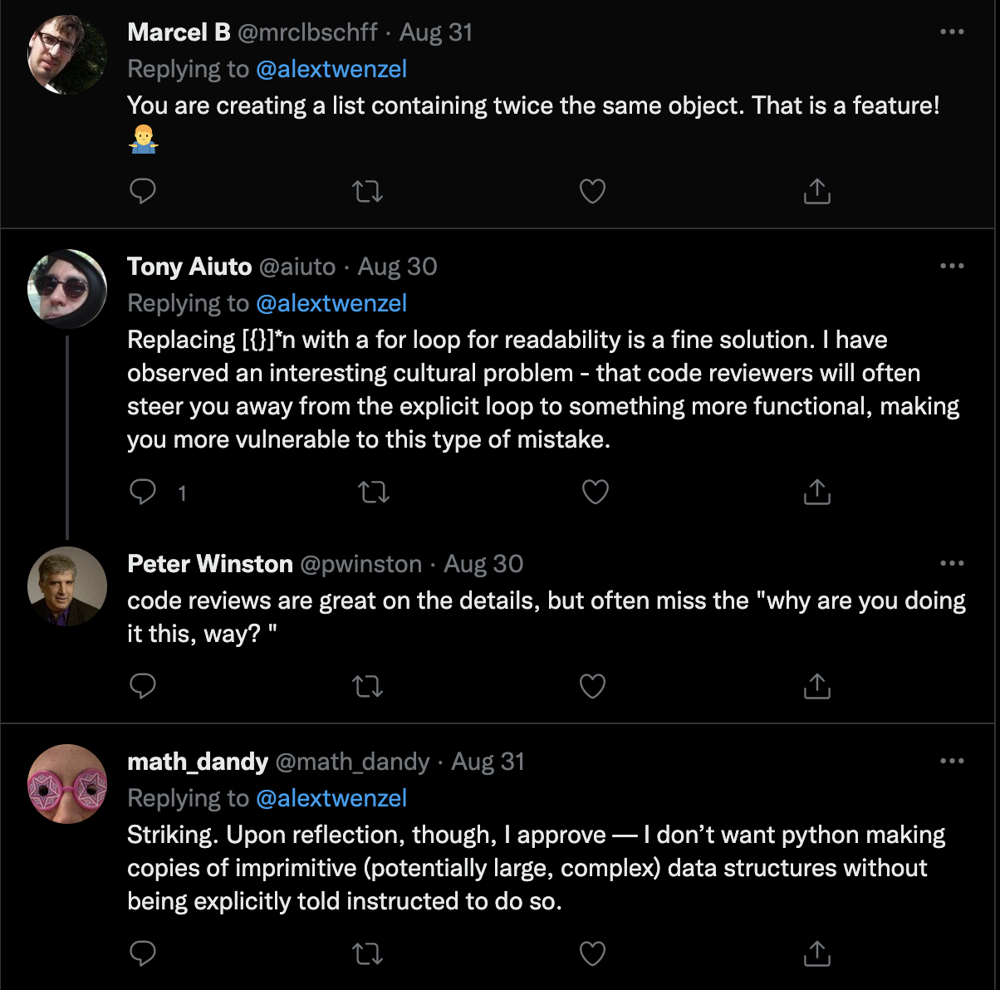 Marcel B @mrclbschff · Aug 31
Replying to @alextwenzel
You are creating a list containing twice the same object. That is a feature!
🤷🏼‍♂️
Tony Aiuto @aiuto · Aug 30
Replying to @alextwenzel
Replacing [{}]*n with a for loop for readability is a fine solution. I have
observed an interesting cultural problem - that code reviewers will often
steer you away from the explicit loop to something more functional, making
you more vulnerable to this type of mistake.
1
Peter Winston @pwinston · Aug 30
code reviews are great on the details, but often miss the "why are you doing
it this, way? "
math_dandy @math_dandy · Aug 31
Replying to @alextwenzel
Striking. Upon reflection, though, I approve — I don’t want python making
copies of imprimitive (potentially large, complex) data structures without
being explicitly told instructed to do so.